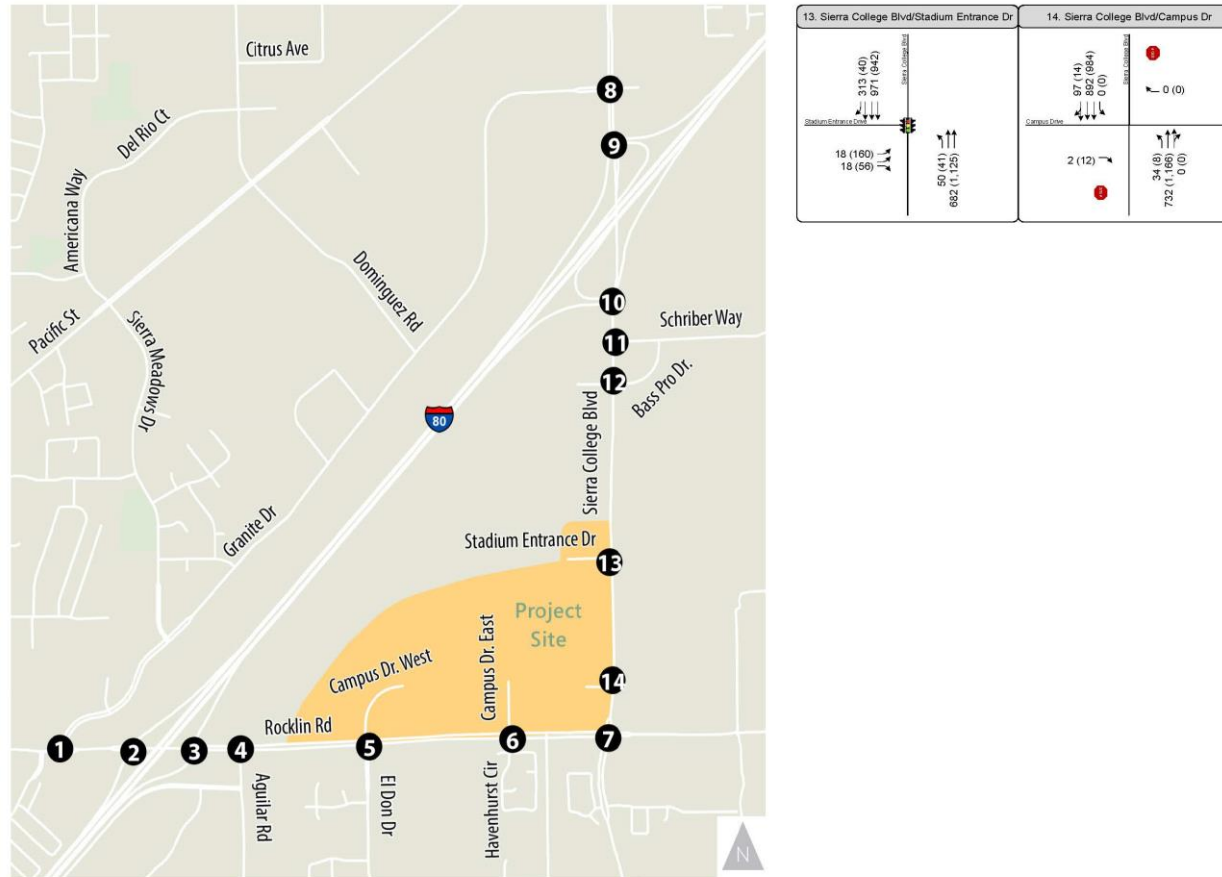 Citrus Ave
Del Rio Ct
Americana Way
Pacific St
Sierra Meadows Dr
Dominguez Rd
Granite Dr
80
8
9
10
11
12
Schriber Way
Bass Pro Dr.
Sierra College Blvd
Stadium Entrance Dr
13
Project
Site
Campus Dr. West
Campus Dr. East
14
Rocklin Rd
1
2
3
4
5
6
7
Aguilar Rd
El Don Dr
Havenhurst Cir
N
13. Sierra College Blvd/Stadium Entrance Dr
313 (40)
971 (942)
Sierra College Blvd
Stadium Entrance Drive
18 (160)
18 (56)
50 (41)
682 (1,125)
14. Sierra College Blvd/Campus Dr
97 (14)
892 (984)
0 (0)
Sierra College Blvd
0 (0)
Campus Drive
2 (12)
34 (8)
732 (1,166)
0 (0)